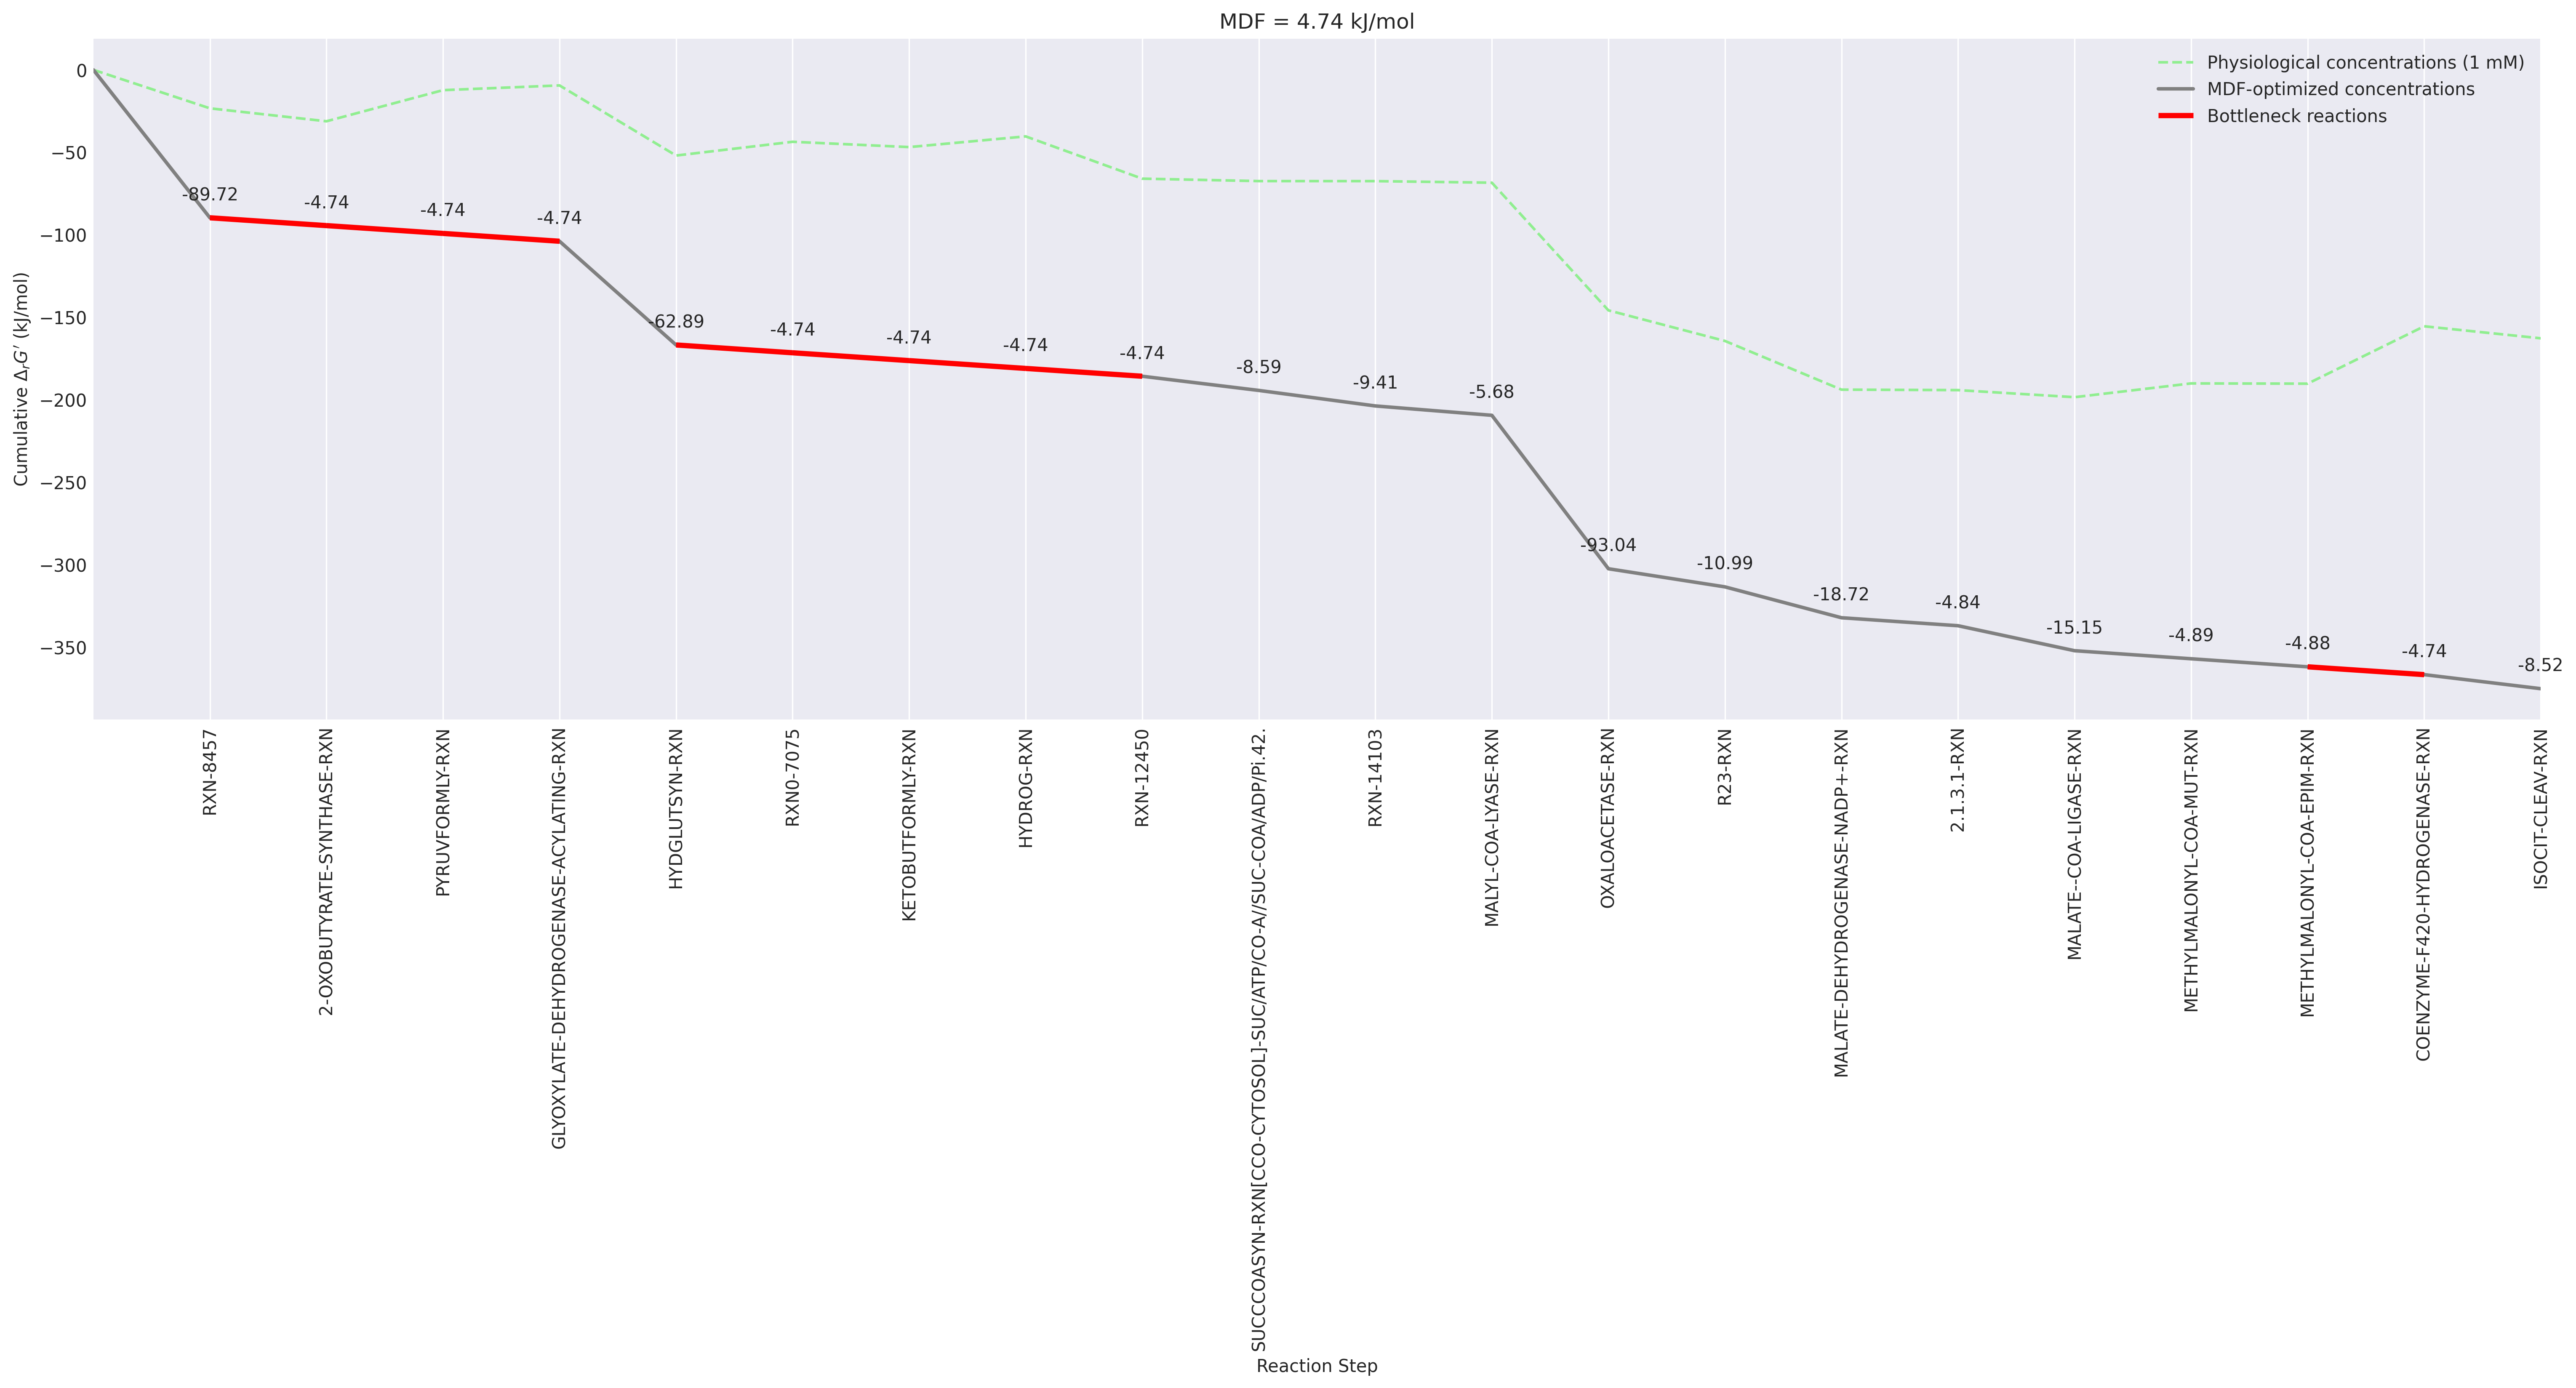 MDF = 4.74 kJ/mol
Physiological concentrations (1 mM)
MDF-optimized concentrations
Bottleneck reactions
Cumulative ΔrG′ (kJ/mol)
0
−50
−100
−150
−200
−250
−300
−350
-89.72
-4.74
-4.74
-4.74
-62.89
-4.74
-4.74
-4.74
-4.74
-8.59
-9.41
-5.68
-93.04
-10.99
-18.72
-4.84
-15.15
-4.89
-4.88
-4.74
-8.52
RXN-8457
2-OXOBUTYRATE-SYNTHASE-RXN
PYRUVFORMLY-RXN
GLYOXYLATE-DEHYDROGENASE-ACYLATING-RXN
HYDGLUTSYN-RXN
RXN0-7075
KETOBUTFORMLY-RXN
HYDROG-RXN
RXN-12450
SUCCCOASYN-RXN[CCO-CYTOSOL]-SUC/ATP/CO-A//SUC-COA/ADP/Pi.42.
RXN-14103
MALYL-COA-LYASE-RXN
OXALOACETASE-RXN
R23-RXN
MALATE-DEHYDROGENASE-NADP+-RXN
2.1.3.1-RXN
MALATE--COA-LIGASE-RXN
METHYLMALONYL-COA-MUT-RXN
METHYLMALONYL-COA-EPIM-RXN
COENZYME-F420-HYDROGENASE-RXN
ISOCIT-CLEAV-RXN
Reaction Step